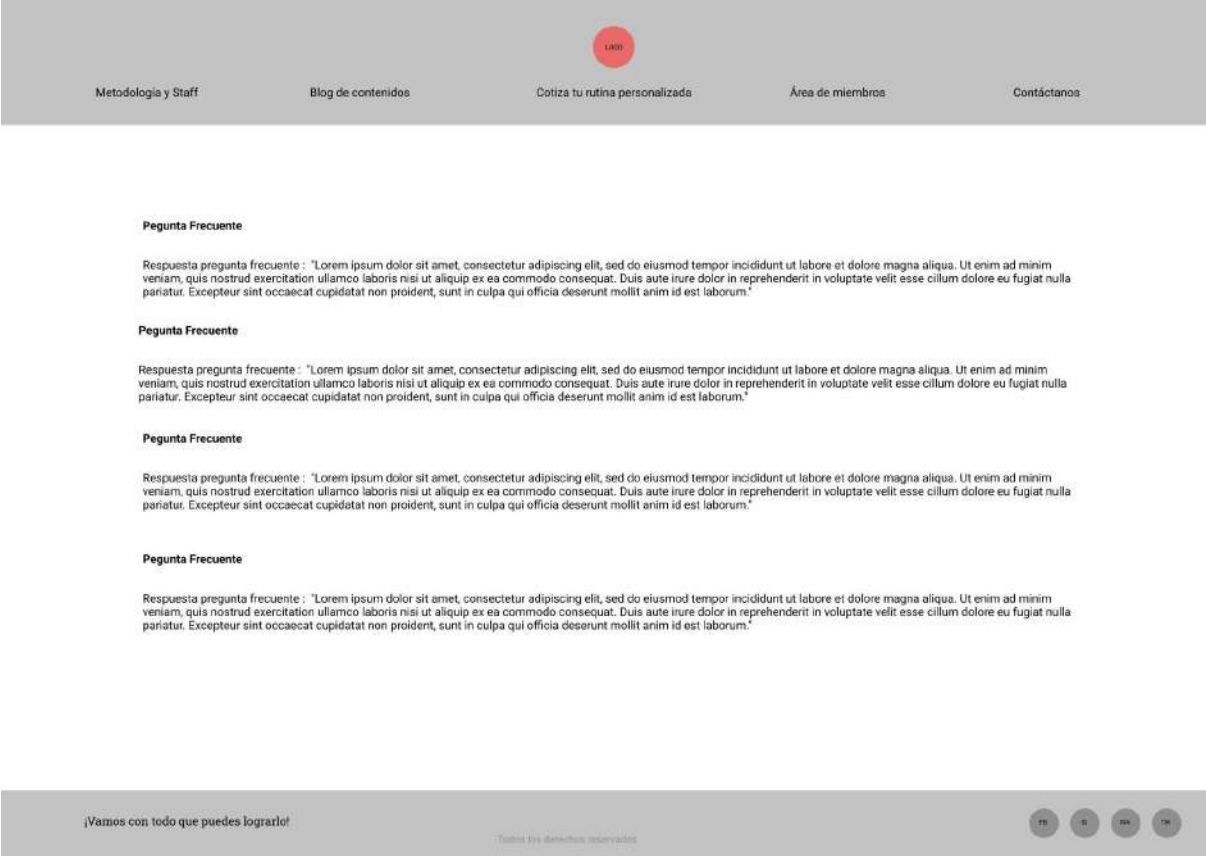 LOGO
Metodología y Staff Blog de contenidos Cotiza tu rutina personalizada Área de miembros Contáctanos
Pegunta Frecuente
Respuesta pregunta frecuente : "Lorem ipsum dolor sit amet, consectetur adipiscing elit, sed do eiusmod tempor incididunt ut labore et dolore magna aliqua. Ut enim ad minim
veniam, quis nostrud exercitation ullamco laboris nisi ut aliquip ex ea commodo consequat. Duis aute irure dolor in reprehenderit in voluptate velit esse cillum dolore eu fugiat nulla
pariatur. Excepteur sint occaecat cupidatat non proident, sunt in culpa qui officia deserunt mollit anim id est laborum."
Pegunta Frecuente
Respuesta pregunta frecuente : "Lorem ipsum dolor sit amet, consectetur adipiscing elit, sed do eiusmod tempor incididunt ut labore et dolore magna aliqua. Ut enim ad minim
veniam, quis nostrud exercitation ullamco laboris nisi ut aliquip ex ea commodo consequat. Duis aute irure dolor in reprehenderit in voluptate velit esse cillum dolore eu fugiat nulla
pariatur. Excepteur sint occaecat cupidatat non proident, sunt in culpa qui officia deserunt mollit anim id est laborum."
Pegunta Frecuente
Respuesta pregunta frecuente : "Lorem ipsum dolor sit amet, consectetur adipiscing elit, sed do eiusmod tempor incididunt ut labore et dolore magna aliqua. Ut enim ad minim
veniam, quis nostrud exercitation ullamco laboris nisi ut aliquip ex ea commodo consequat. Duis aute irure dolor in reprehenderit in voluptate velit esse cillum dolore eu fugiat nulla
pariatur. Excepteur sint occaecat cupidatat non proident, sunt in culpa qui officia deserunt mollit anim id est laborum."
Pegunta Frecuente
Respuesta pregunta frecuente : "Lorem ipsum dolor sit amet, consectetur adipiscing elit, sed do eiusmod tempor incididunt ut labore et dolore magna aliqua. Ut enim ad minim
veniam, quis nostrud exercitation ullamco laboris nisi ut aliquip ex ea commodo consequat. Duis aute irure dolor in reprehenderit in voluptate velit esse cillum dolore eu fugiat nulla
pariatur. Excepteur sint occaecat cupidatat non proident, sunt in culpa qui officia deserunt mollit anim id est laborum."
¡Vamos con todo que puedes lograrlo!
Todos los derechos reservados